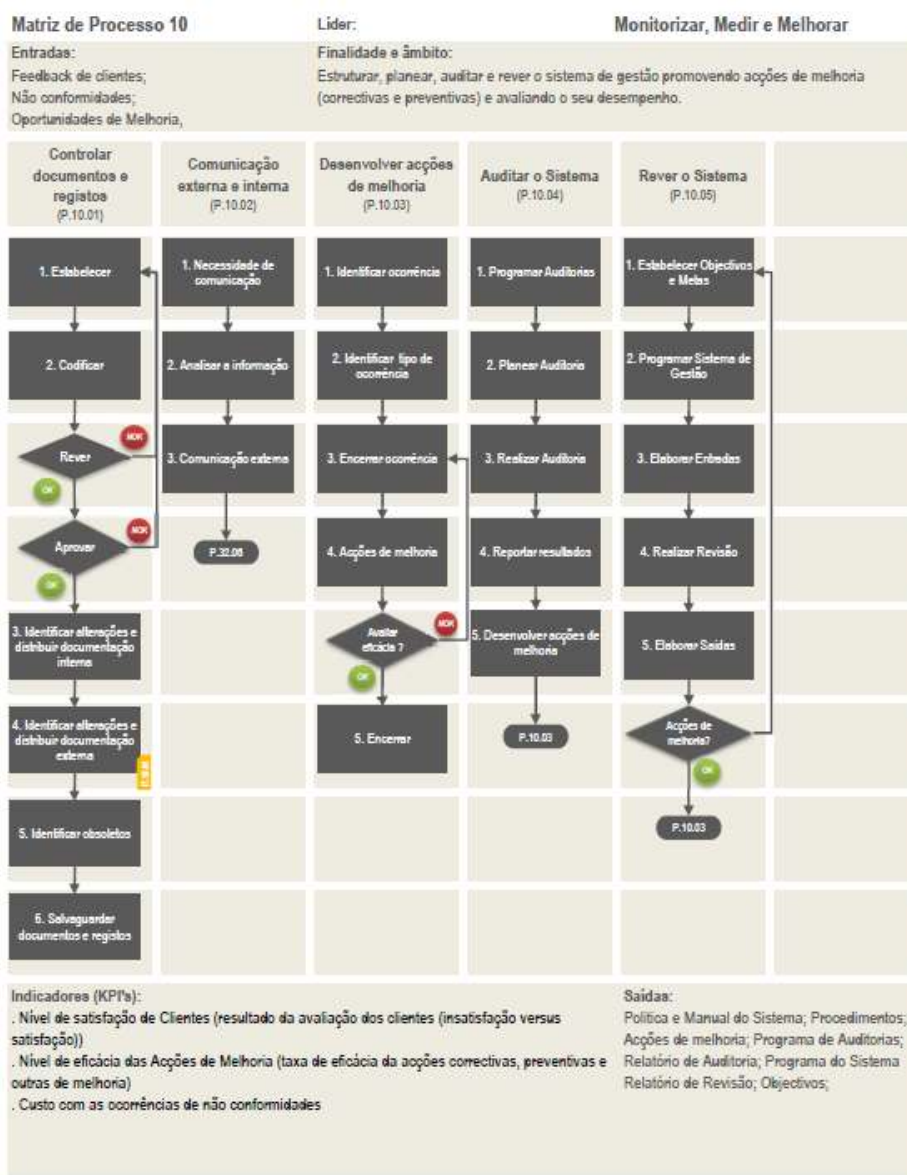 Matriz de Processo 10
Líder:
Monitorizar, Medir e Melhorar
Entradas:
Feedback de clientes;
Não conformidades;
Oportunidades de Melhoria,
Finalidade e âmbito:
Estruturar, planear, auditar e rever o sistema de gestão promovendo acções de melhoria
(correctivas e preventivas) e avaliando o seu desempenho.
Controlar
documentos e
registos
(P.10.01)
Comunicação
externa e interna
(P.10.02)
Desenvolver acções
de melhoria
(P.10.03)
Auditar o Sistema
(P.10.04)
Rever o Sistema
(P.10.05)
1. Estabelecer
2. Codificar
Rever
NOK
OK
Aprovar
NOK
OK
3. Identificar alterações e
distribuir documentação
interna
4. Identificar alterações e
distribuir documentação
externa
5. Identificar obsoletos
6. Salvaguardar
documentos e registos
1. Necessidade de
comunicação
2. Analisar a informação
3. Comunicação externa
P.32.06
1. Identificar ocorrência
2. Identificar tipo de
ocorrência
3. Encerrar ocorrência
4. Acções de melhoria
Avaliar
eficácia ?
NOK
OK
5. Encerrar
1. Programar Auditorias
2. Planear Auditoria
3. Realizar Auditoria
4. Reportar resultados
5. Desenvolver acções de
melhoria
P.10.03
1. Estabelecer Objectivos
e Metas
2. Programar Sistema de
Gestão
3. Elaborar Entradas
4. Realizar Revisão
5. Elaborar Saídas
Acções de
melhoria?
OK
P.10.03
Indicadores (KPI's):
. Nível de satisfação de Clientes (resultado da avaliação dos clientes (insatisfação versus
satisfação))
. Nível de eficácia das Acções de Melhoria (taxa de eficácia da acções correctivas, preventivas e
outras de melhoria)
. Custo com as ocorrências de não conformidades
Saídas:
Política e Manual do Sistema; Procedimentos;
Acções de melhoria; Programa de Auditorias;
Relatório de Auditoria; Programa do Sistema
Relatório de Revisão; Objectivos;